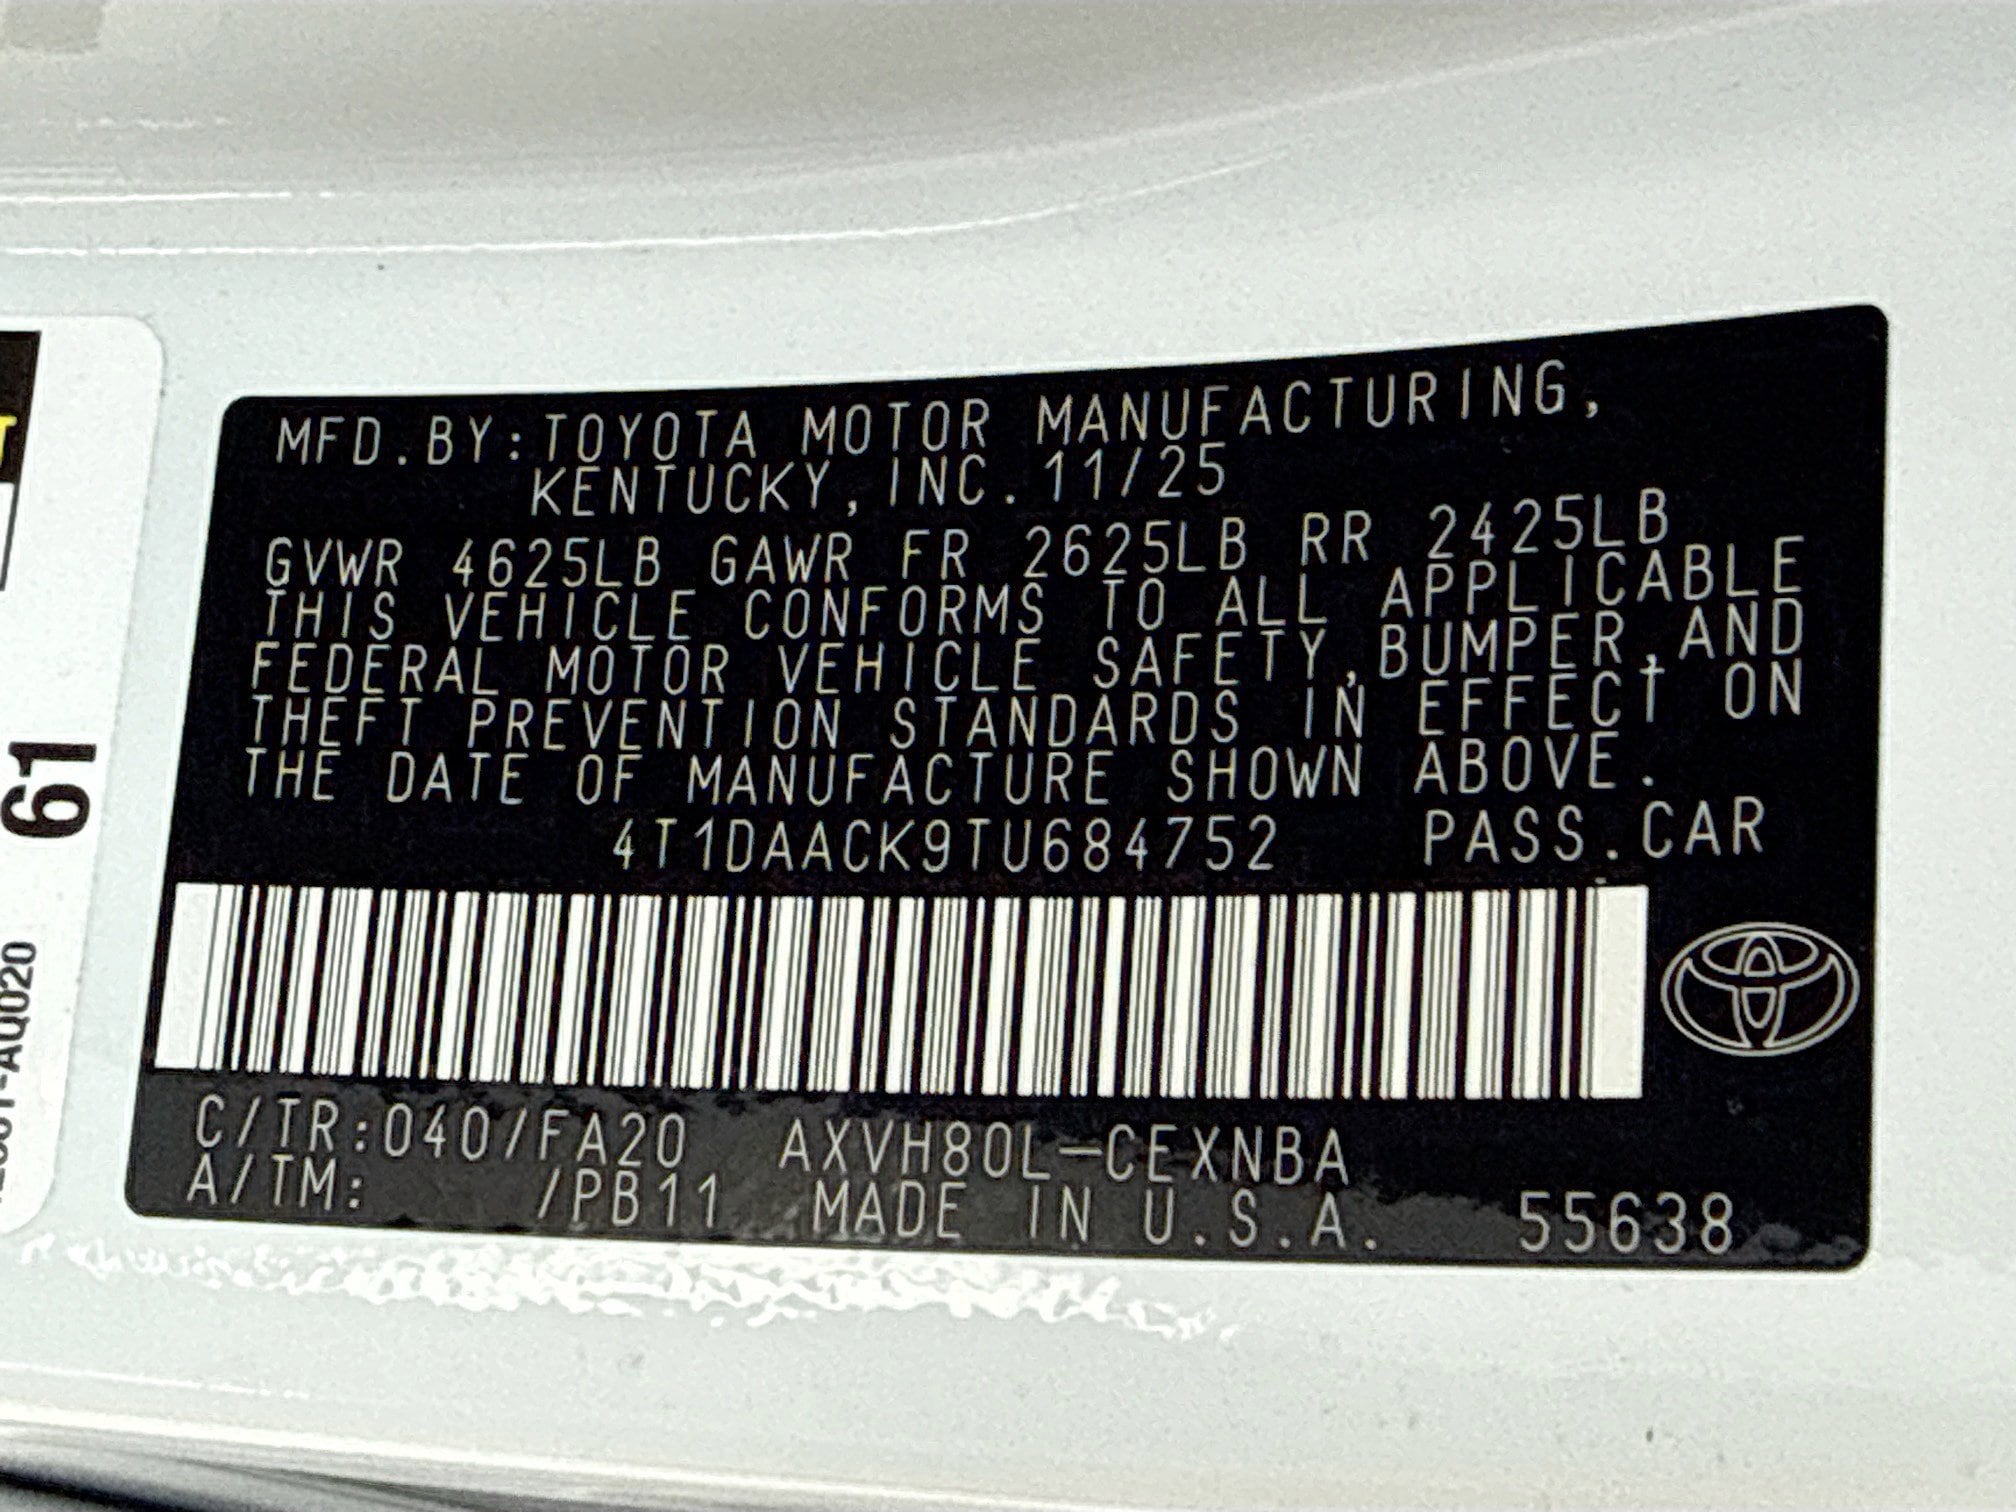 MFD.BY:TOYOTA MOTOR MANUFACTURING,
KENTUCKY, INC. 11/25
GVWR 4625LB GAWR FR 2625LB RR 2425LB
THIS VEHICLE CONFORMS TO ALL APPLICABLE
FEDERAL MOTOR VEHICLE SAFETY,BUMPER,AND
THEFT PREVENTION STANDARDS IN EFFECT ON
THE DATE OF MANUFACTURE SHOWN ABOVE.
4T1DAACK9TU684752 PASS.CAR
C/TR:040/FA20 AXVH80L-CEXNBA
A/TM: /PB11 MADE IN U.S.A. 55638
61